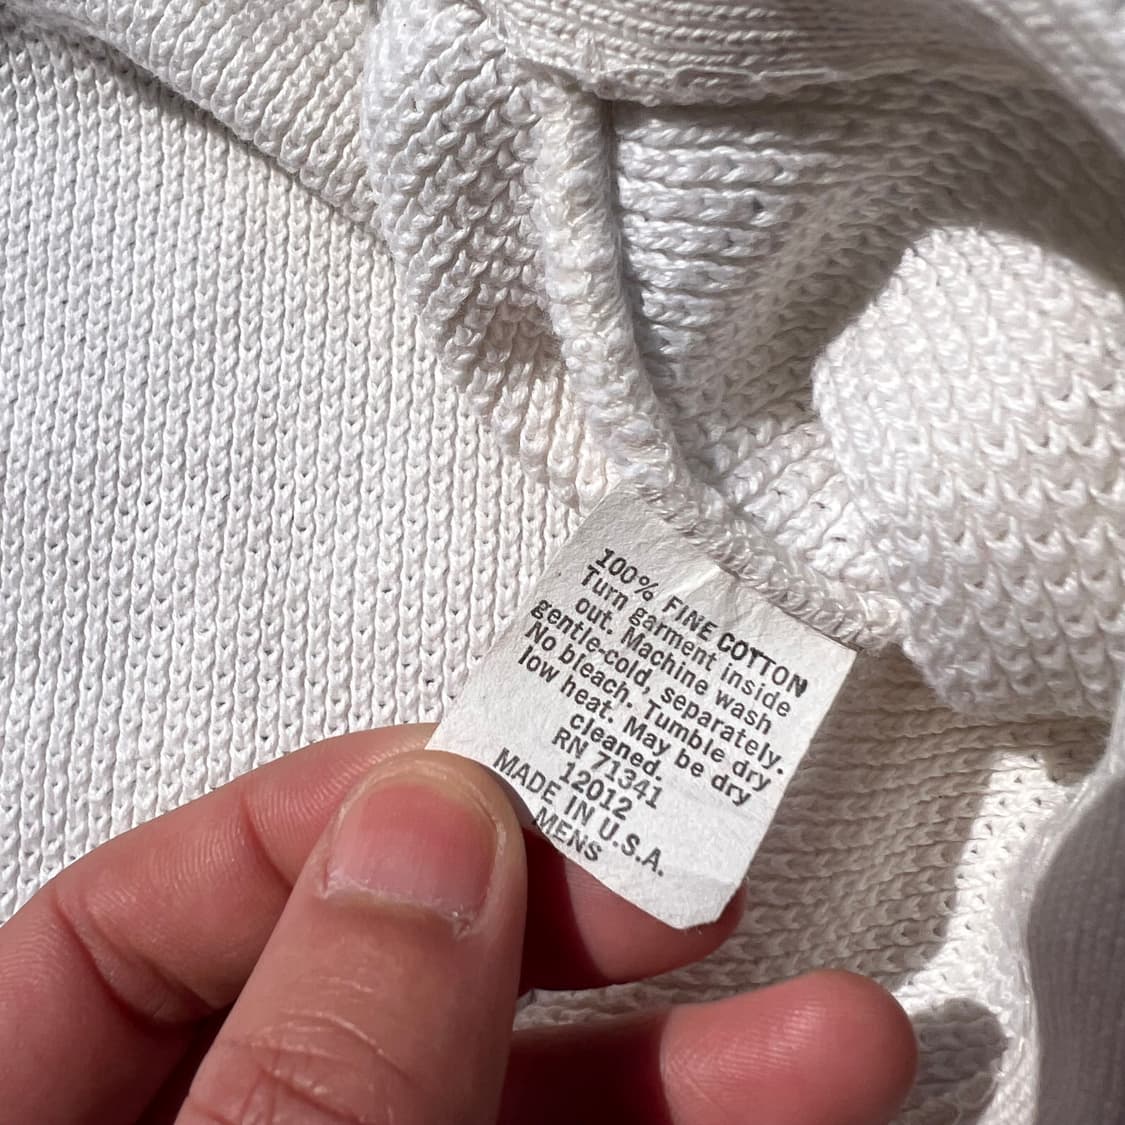 100% FINE COTTON
Turn garment inside
out. Machine wash
gentle-cold, separately.
No bleach. Tumble dry
low heat. May be dry
cleaned.
RN 71341
12012
MADE IN U.S.A.
MENS